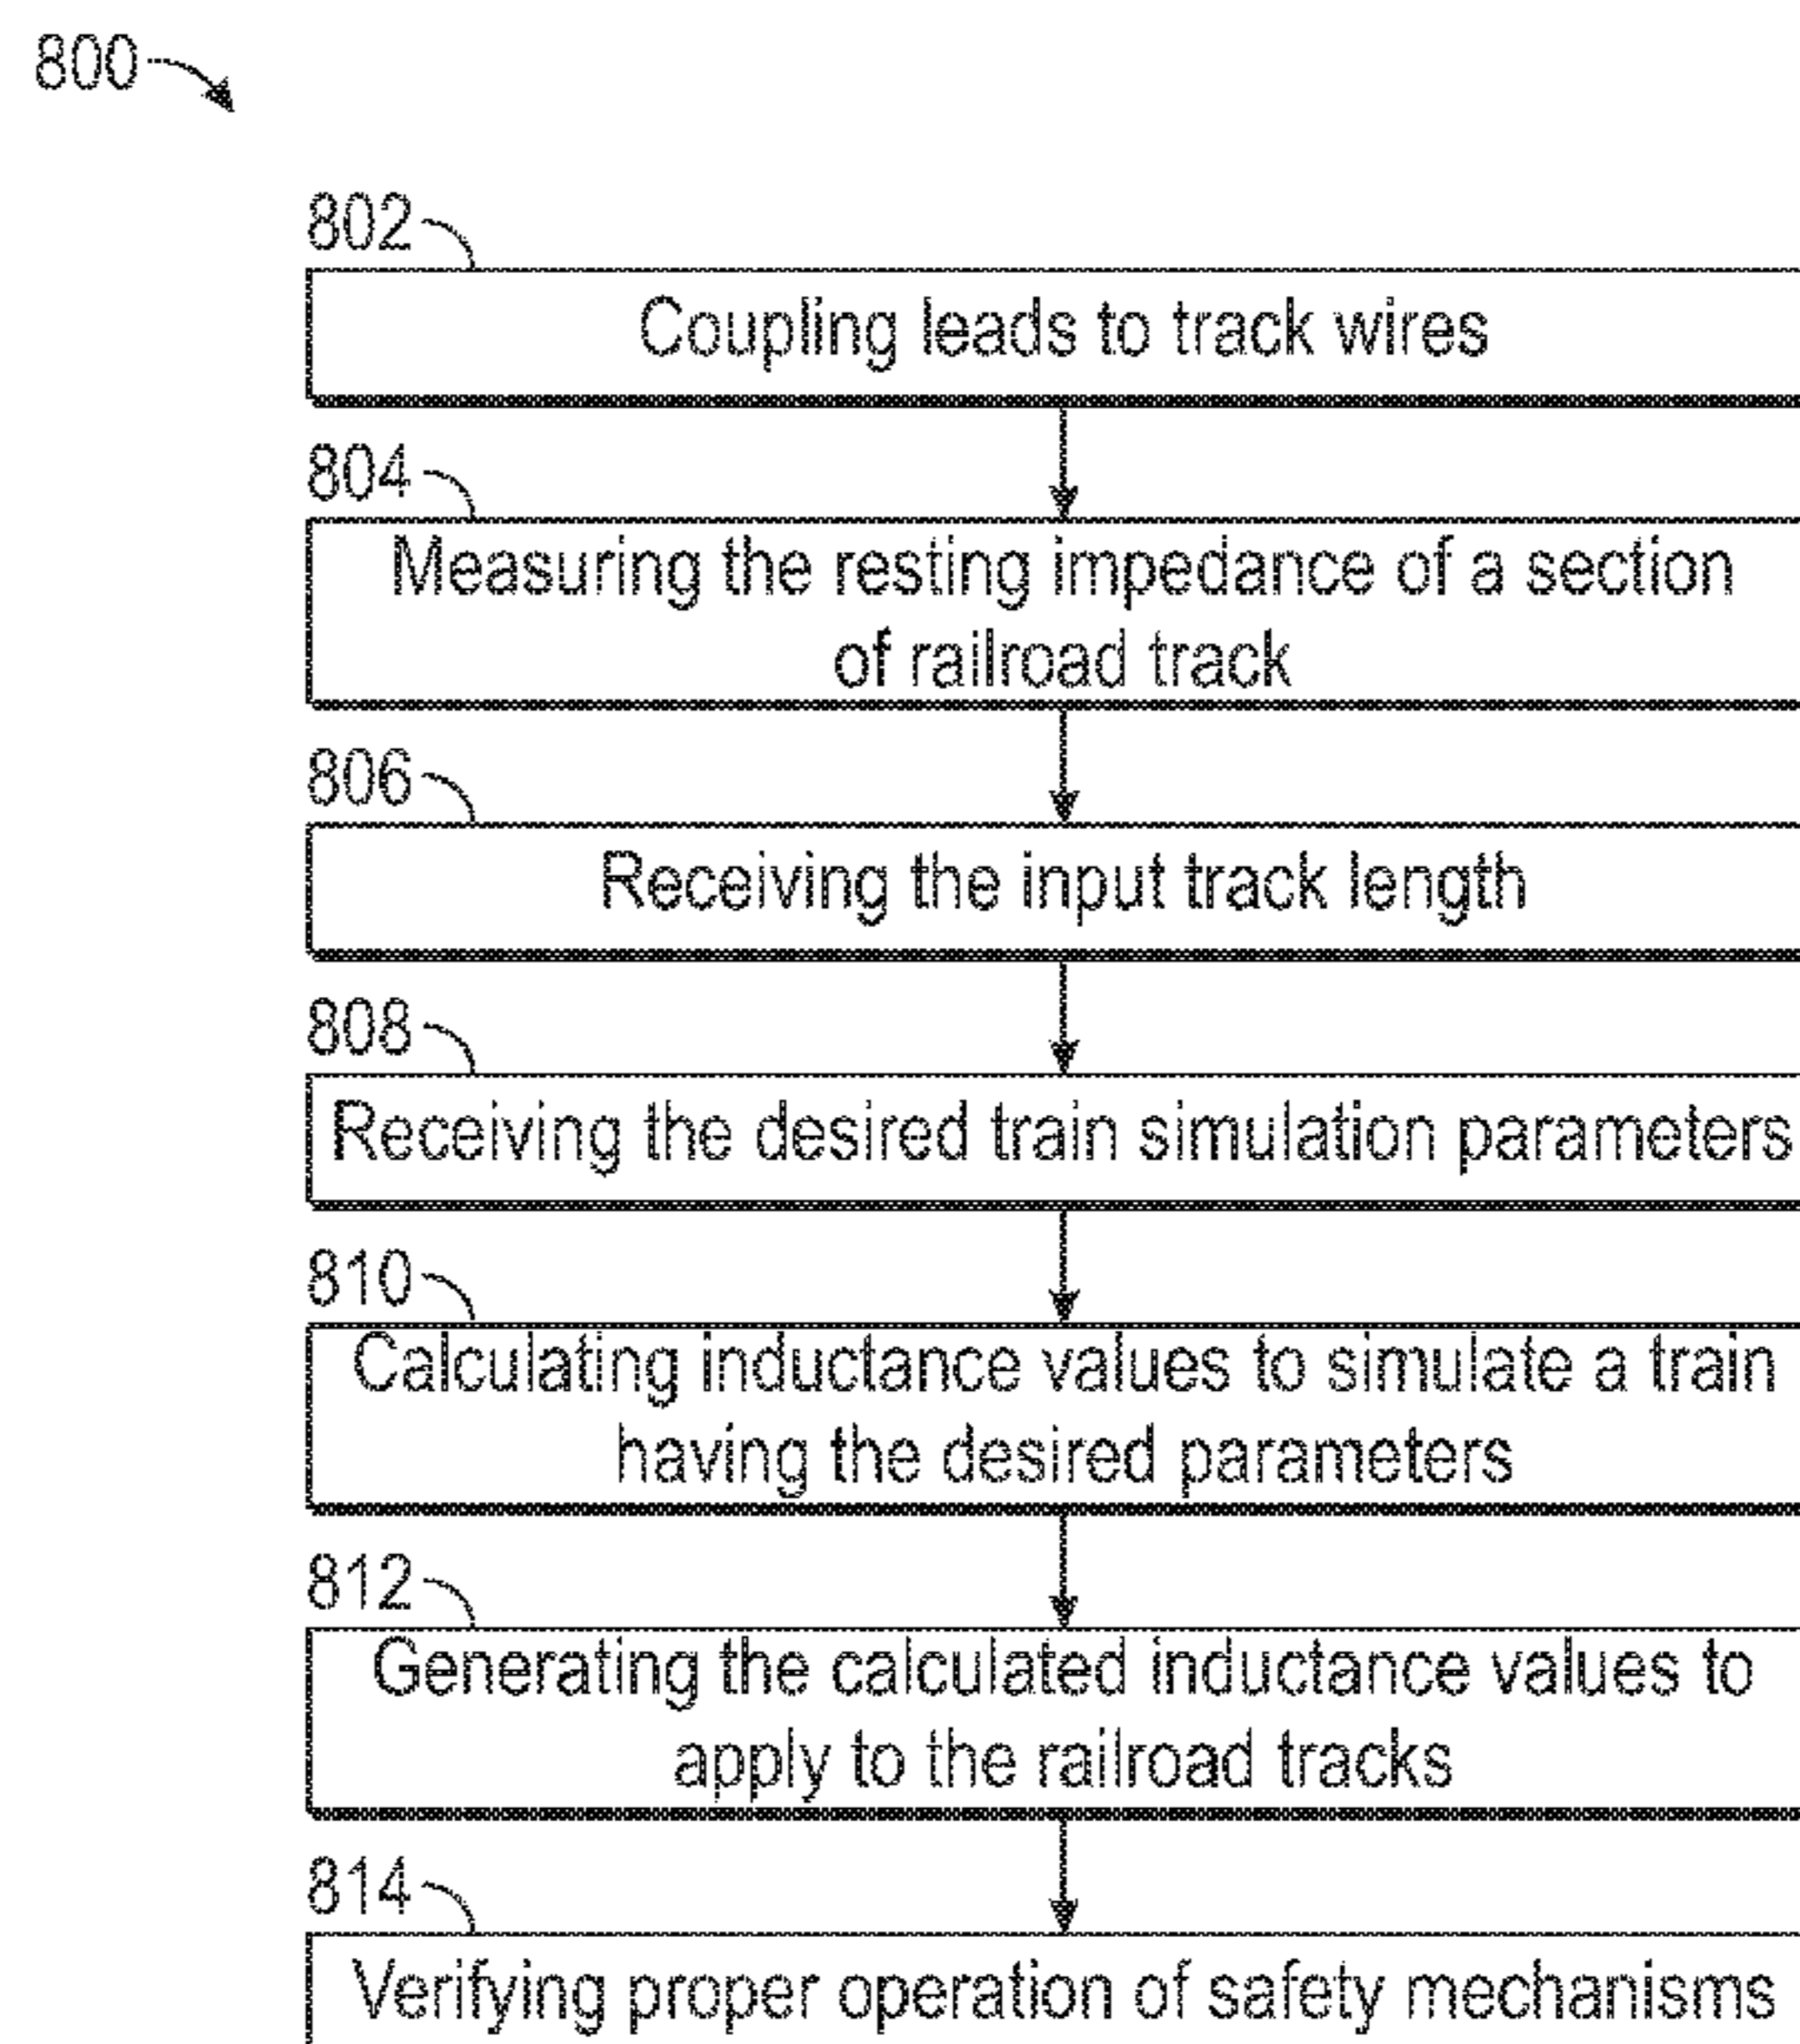 800
802
Coupling leads to track wires
804
Measuring the resting impedance of a section
of railroad track
806
Receiving the input track length
808
Receiving the desired train simulation parameters
810
Calculating inductance values to simulate a train
having the desired parameters
812
Generating the calculated inductance values to
apply to the railroad tracks
814
Verifying proper operation of safety mechanisms